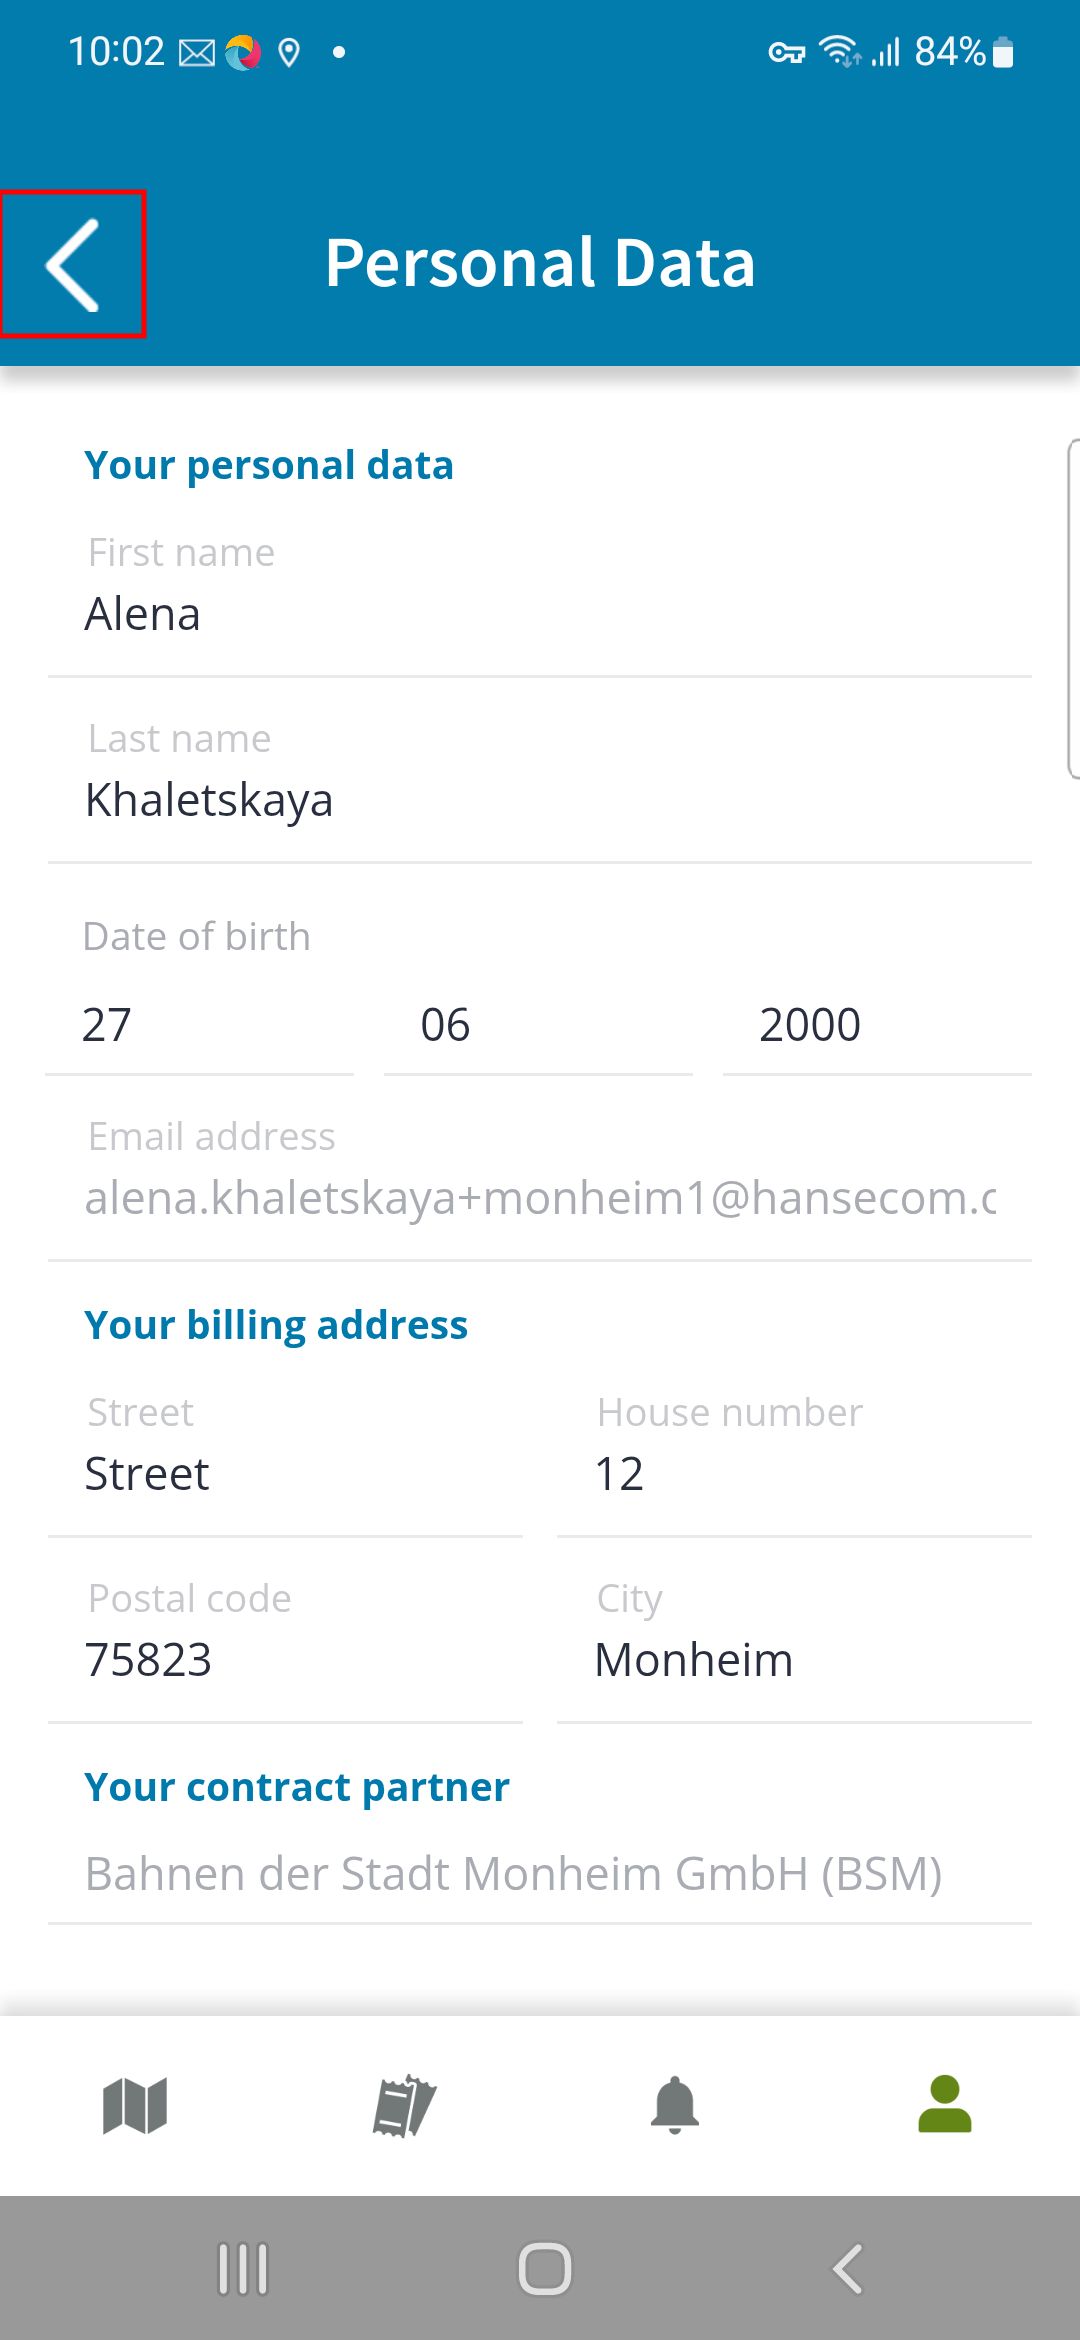 10:02 84%
Personal Data
Your personal data
First name
Alena
Last name
Khaletskaya
Date of birth
27 06 2000
Email address
alena.khaletskaya+monheim1@hansecom.c
Your billing address
Street House number
Street 12
Postal code City
75823 Monheim
Your contract partner
Bahnen der Stadt Monheim GmbH (BSM)